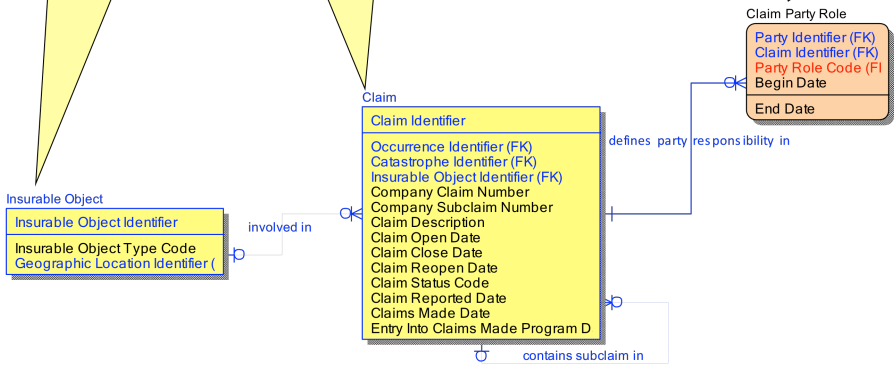 Claim Party Role
Party Identifier (FK)
Claim Identifier (FK)
Party Role Code (FI
Begin Date
End Date
Claim
Claim Identifier
Occurrence Identifier (FK)
Catastrophe Identifier (FK)
Insurable Object Identifier (FK)
Company Claim Number
Company Subclaim Number
Claim Description
Claim Open Date
Claim Close Date
Claim Reopen Date
Claim Status Code
Claim Reported Date
Claims Made Date
Entry Into Claims Made Program D
defines party responsibility in
Insurable Object
Insurable Object Identifier
Insurable Object Type Code
Geographic Location Identifier (
involved in
contains subclaim in